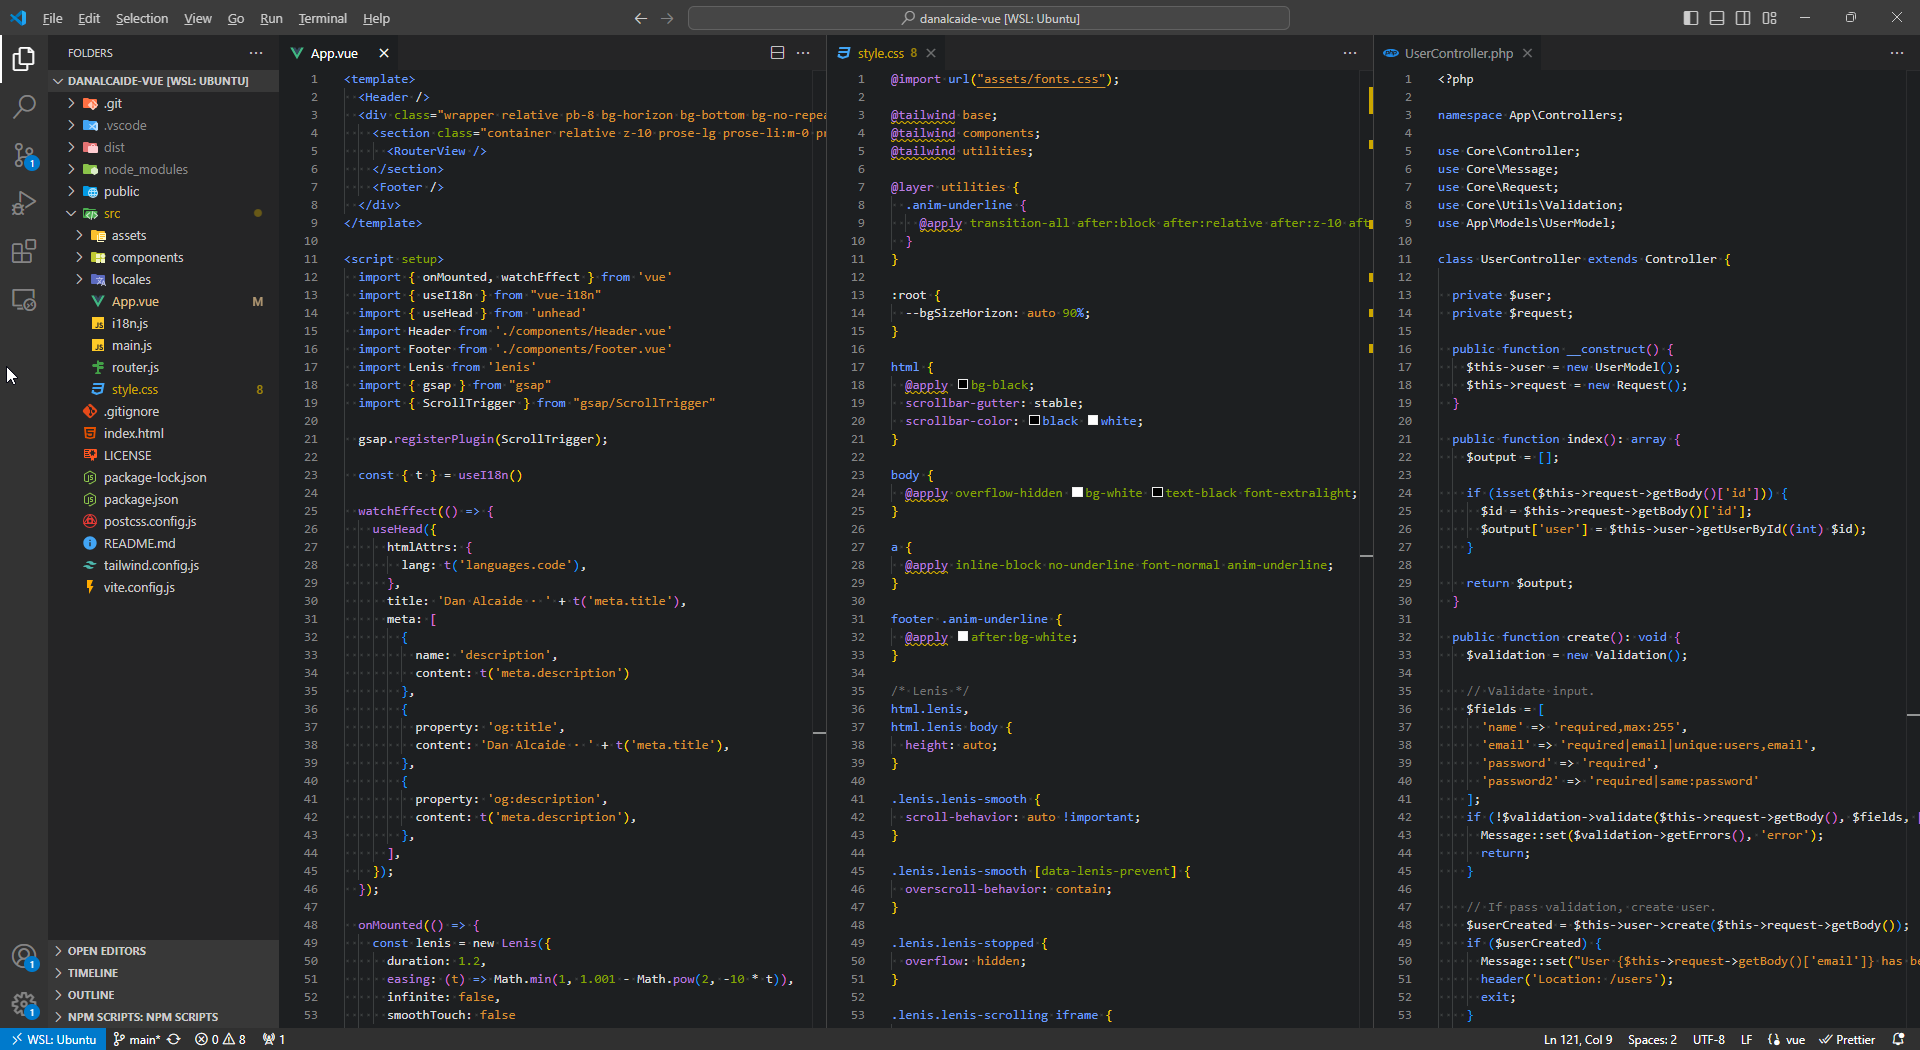 File Edit Selection View Go Run Terminal Help
danalcaide-vue [WSL: Ubuntu]
FOLDERS
DANALCAIDE-VUE [WSL: UBUNTU]
.git
.vscode
dist
node_modules
public
src
assets
components
locales
App.vue M
i18n.js
main.js
router.js
style.css 8
.gitignore
index.html
LICENSE
package-lock.json
package.json
postcss.config.js
README.md
tailwind.config.js
vite.config.js
OPEN EDITORS
TIMELINE
OUTLINE
NPM SCRIPTS: NPM SCRIPTS
1
1
1
App.vue
1 <template>
2 <Header />
3 <div class="wrapper relative pb-8 bg-horizon bg-bottom bg-no-repea
4 <section class="container relative z-10 prose-lg prose-li:m-0 pr
5 <RouterView />
6 </section>
7 <Footer />
8 </div>
9 </template>
10
11 <script setup>
12 import { onMounted, watchEffect } from 'vue'
13 import { useI18n } from "vue-i18n"
14 import { useHead } from 'unhead'
15 import Header from './components/Header.vue'
16 import Footer from './components/Footer.vue'
17 import Lenis from 'lenis'
18 import { gsap } from "gsap"
19 import { ScrollTrigger } from "gsap/ScrollTrigger"
20
21 gsap.registerPlugin(ScrollTrigger);
22
23 const { t } = useI18n()
24
25 watchEffect(() => {
26 useHead({
27 htmlAttrs: {
28 lang: t('languages.code'),
29 },
30 title: 'Dan Alcaide · ' + t('meta.title'),
31 meta: [
32 {
33 name: 'description',
34 content: t('meta.description')
35 },
36 {
37 property: 'og:title',
38 content: 'Dan Alcaide · ' + t('meta.title'),
39 },
40 {
41 property: 'og:description',
42 content: t('meta.description'),
43 },
44 ],
45 });
46 });
47
48 onMounted(() => {
49 const lenis = new Lenis({
50 duration: 1.2,
51 easing: (t) => Math.min(1, 1.001 - Math.pow(2, -10 * t)),
52 infinite: false,
53 smoothTouch: false
style.css 8
1 @import url("assets/fonts.css");
2
3 @tailwind base;
4 @tailwind components;
5 @tailwind utilities;
6
7 @layer utilities {
8 .anim-underline {
9 @apply transition-all after:block after:relative after:z-10 aft
10 }
11 }
12
13 :root {
14 --bgSizeHorizon: auto 90%;
15 }
16
17 html {
18 @apply bg-black;
19 scrollbar-gutter: stable;
20 scrollbar-color: black white;
21 }
22
23 body {
24 @apply overflow-hidden bg-white text-black font-extralight;
25 }
26
27 a {
28 @apply inline-block no-underline font-normal anim-underline;
29 }
30
31 footer .anim-underline {
32 @apply after:bg-white;
33 }
34
35 /* Lenis */
36 html.lenis,
37 html.lenis body {
38 height: auto;
39 }
40
41 .lenis.lenis-smooth {
42 scroll-behavior: auto !important;
43 }
44
45 .lenis.lenis-smooth [data-lenis-prevent] {
46 overscroll-behavior: contain;
47 }
48
49 .lenis.lenis-stopped {
50 overflow: hidden;
51 }
52
53 .lenis.lenis-scrolling iframe {
UserController.php
1 <?php
2
3 namespace App\Controllers;
4
5 use Core\Controller;
6 use Core\Message;
7 use Core\Request;
8 use Core\Utils\Validation;
9 use App\Models\UserModel;
10
11 class UserController extends Controller {
12
13 private $user;
14 private $request;
15
16 public function __construct() {
17 $this->user = new UserModel();
18 $this->request = new Request();
19 }
20
21 public function index(): array {
22 $output = [];
23
24 if (isset($this->request->getBody()['id'])) {
25 $id = $this->request->getBody()['id'];
26 $output['user'] = $this->user->getUserById((int) $id);
27 }
28
29 return $output;
30 }
31
32 public function create(): void {
33 $validation = new Validation();
34
35 // Validate input.
36 $fields = [
37 'name' => 'required,max:255',
38 'email' => 'required|email|unique:users,email',
39 'password' => 'required',
40 'password2' => 'required|same:password'
41 ];
42 if (!$validation->validate($this->request->getBody(), $fields, [
43 Message::set($validation->getErrors(), 'error');
44 return;
45 }
46
47 // If pass validation, create user.
48 $userCreated = $this->user->create($this->request->getBody());
49 if ($userCreated) {
50 Message::set("User {$this->request->getBody()['email']} has be
51 header('Location: /users');
52 exit;
53 }
WSL: Ubuntu main* 0 8 1 Ln 121, Col 9 Spaces: 2 UTF-8 LF vue Prettier